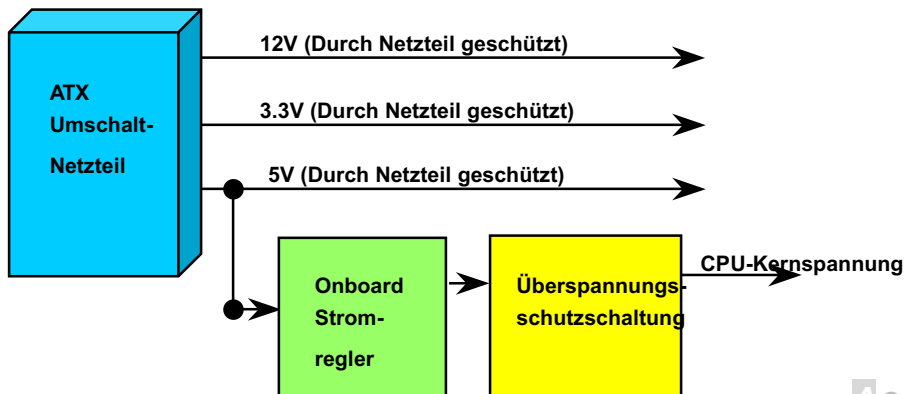 12V (Durch Netzteil geschützt)
ATX
Umschalt-
Netzteil
3.3V (Durch Netzteil geschützt)
5V (Durch Netzteil geschützt)
CPU-Kernspannung
Onboard
Strom-
regler
Überspannungs-
schutzschaltung